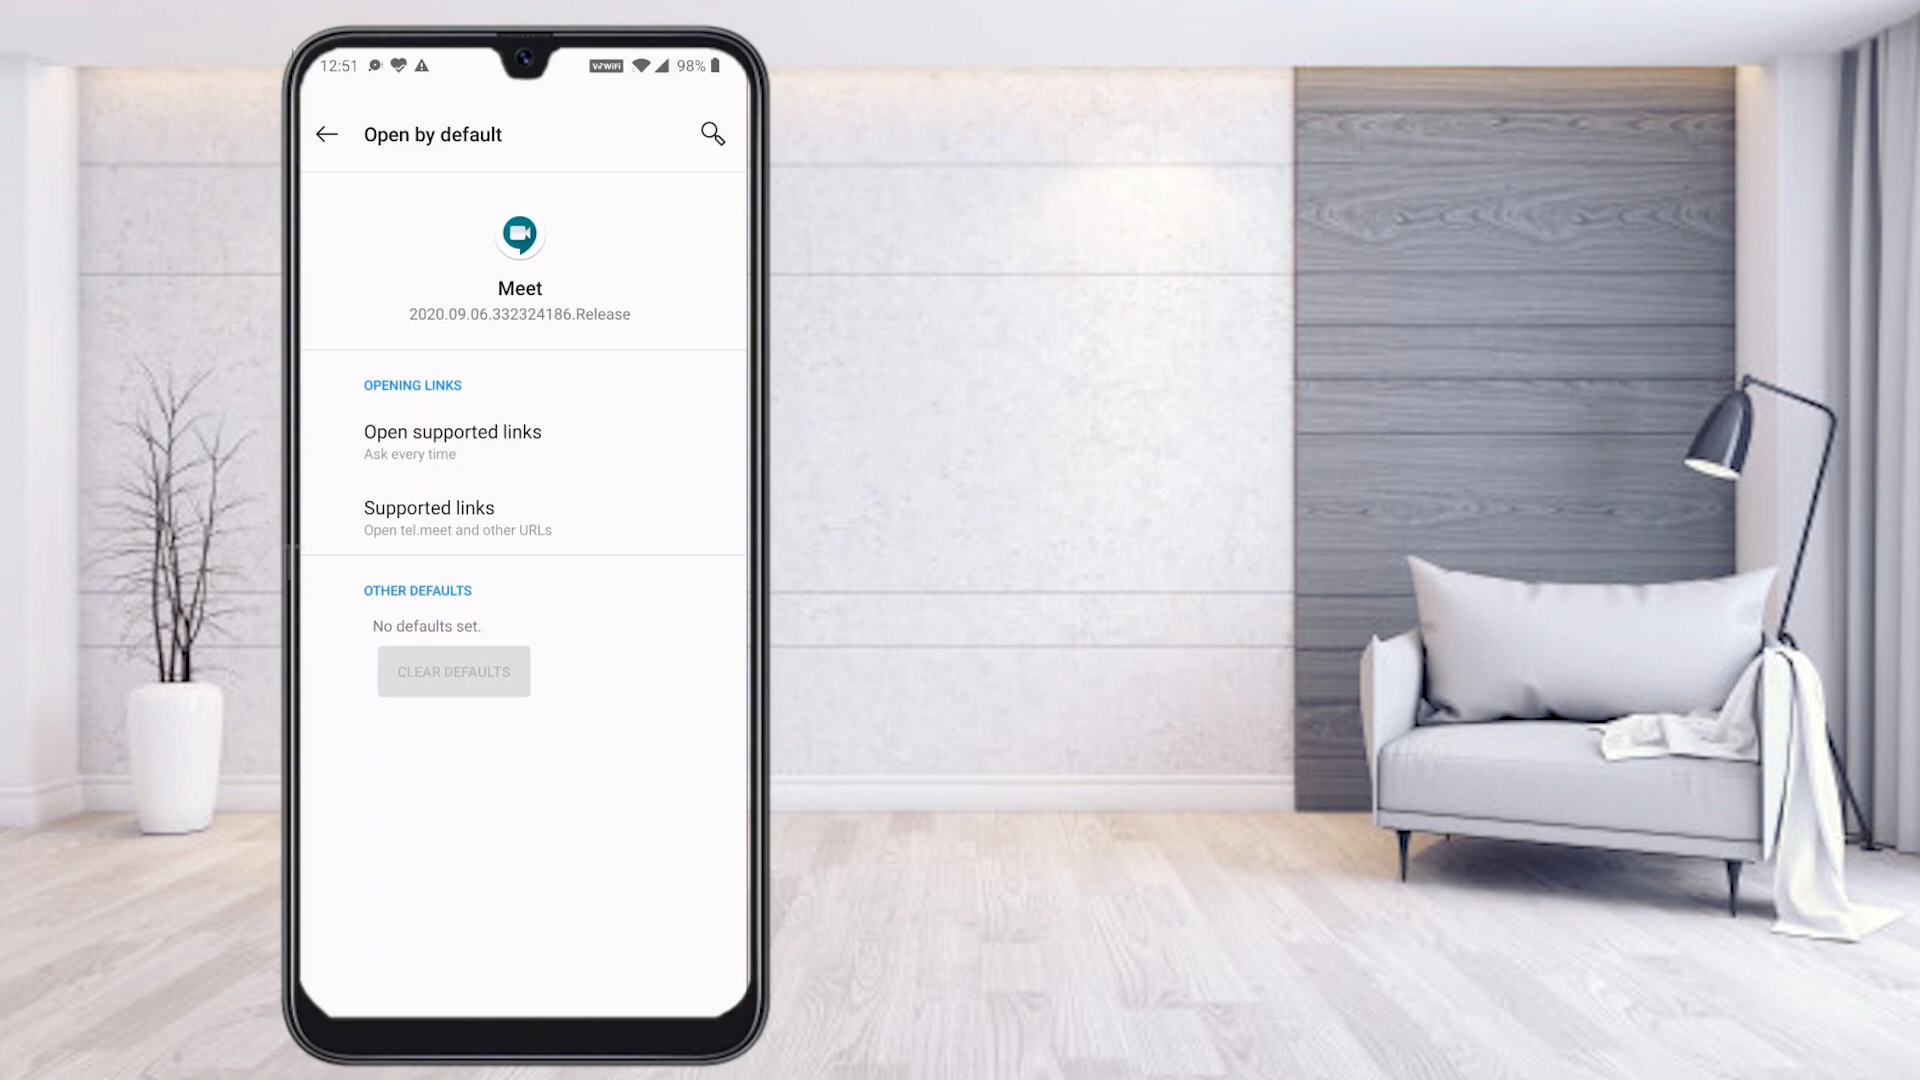 12:51
VoWiFi 98%
Open by default
Meet
2020.09.06.332324186.Release
OPENING LINKS
Open supported links
Ask every time
Supported links
Open tel.meet and other URLs
OTHER DEFAULTS
No defaults set.
CLEAR DEFAULTS